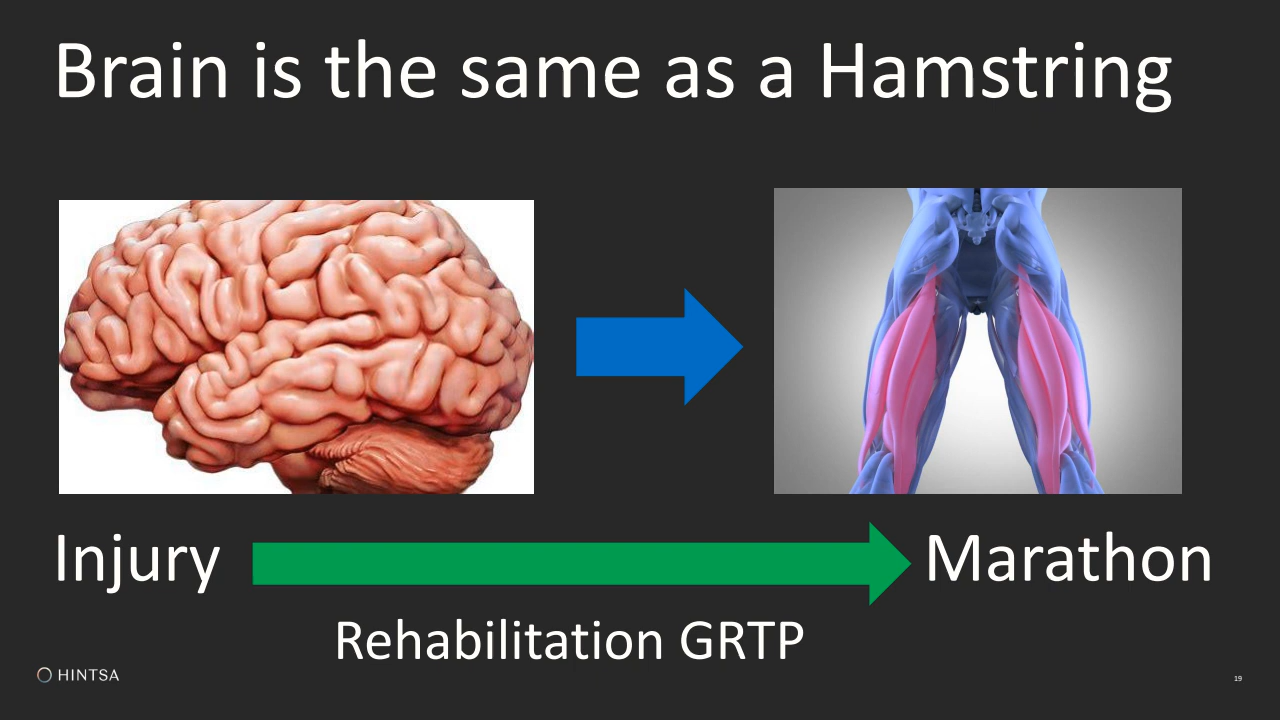 Brain is the same as a Hamstring
Injury
Marathon
Rehabilitation GRTP
HINTSA
19